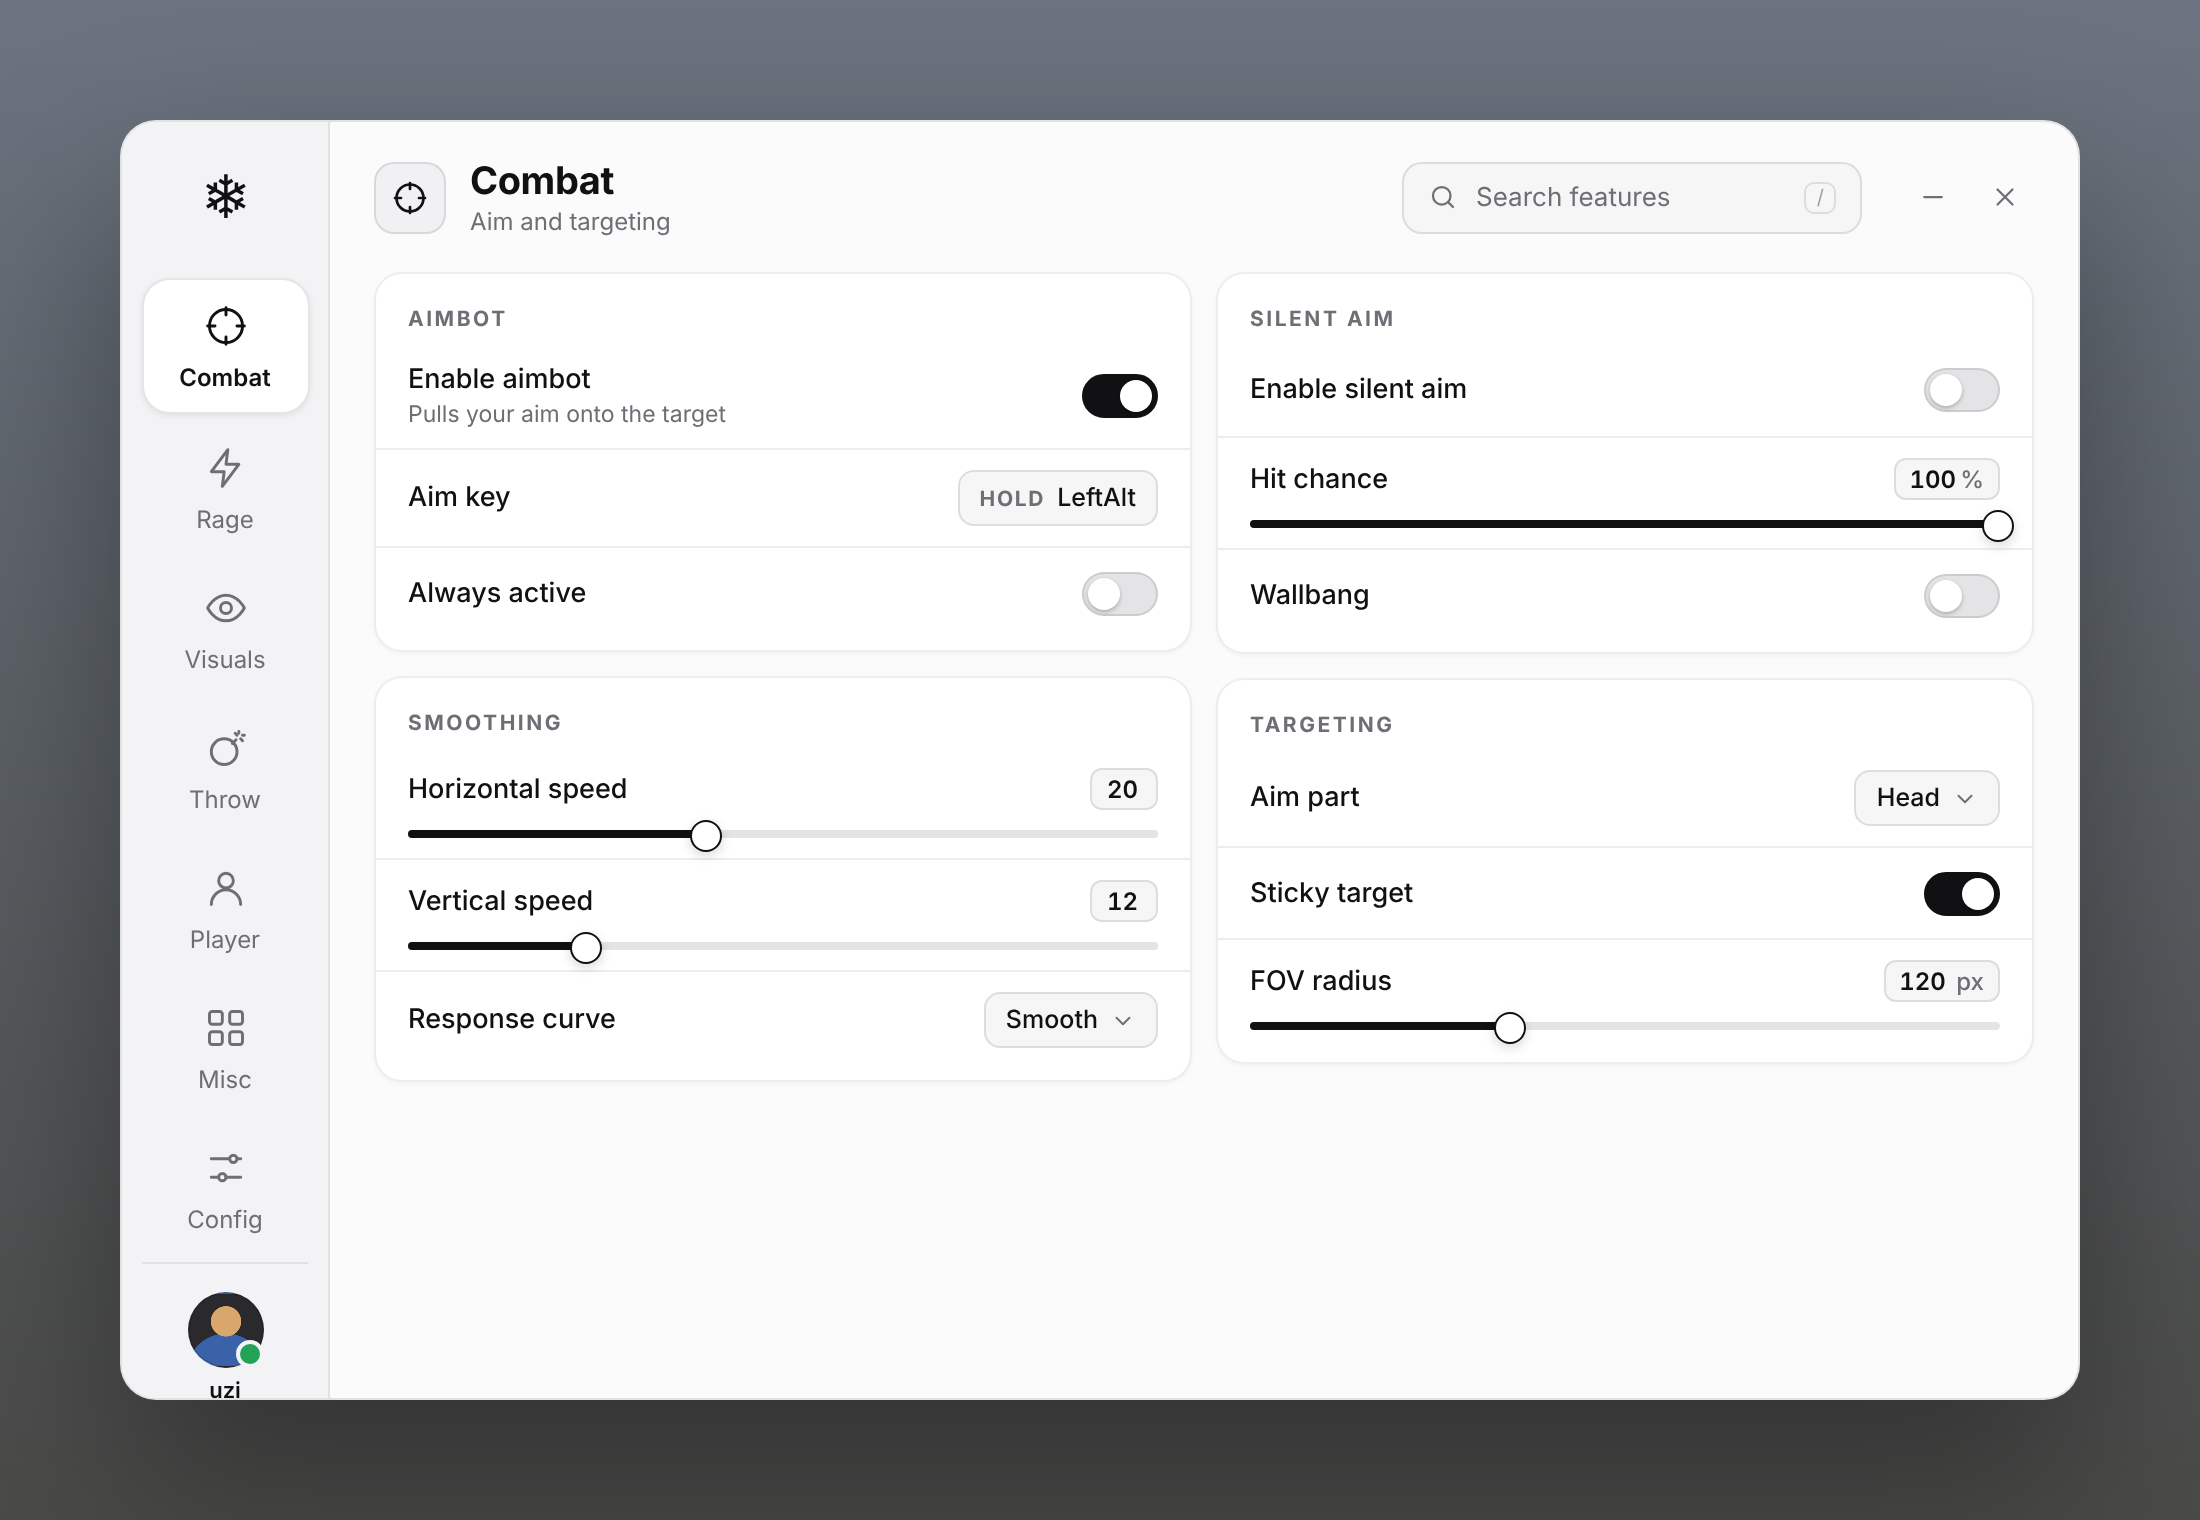 Combat
Rage
Visuals
Throw
Player
Misc
Config
uzi
Combat
Aim and targeting
Search features /
AIMBOT
Enable aimbot
Pulls your aim onto the target
Aim key HOLD LeftAlt
Always active
SMOOTHING
Horizontal speed 20
Vertical speed 12
Response curve Smooth
SILENT AIM
Enable silent aim
Hit chance 100 %
Wallbang
TARGETING
Aim part Head
Sticky target
FOV radius 120 px